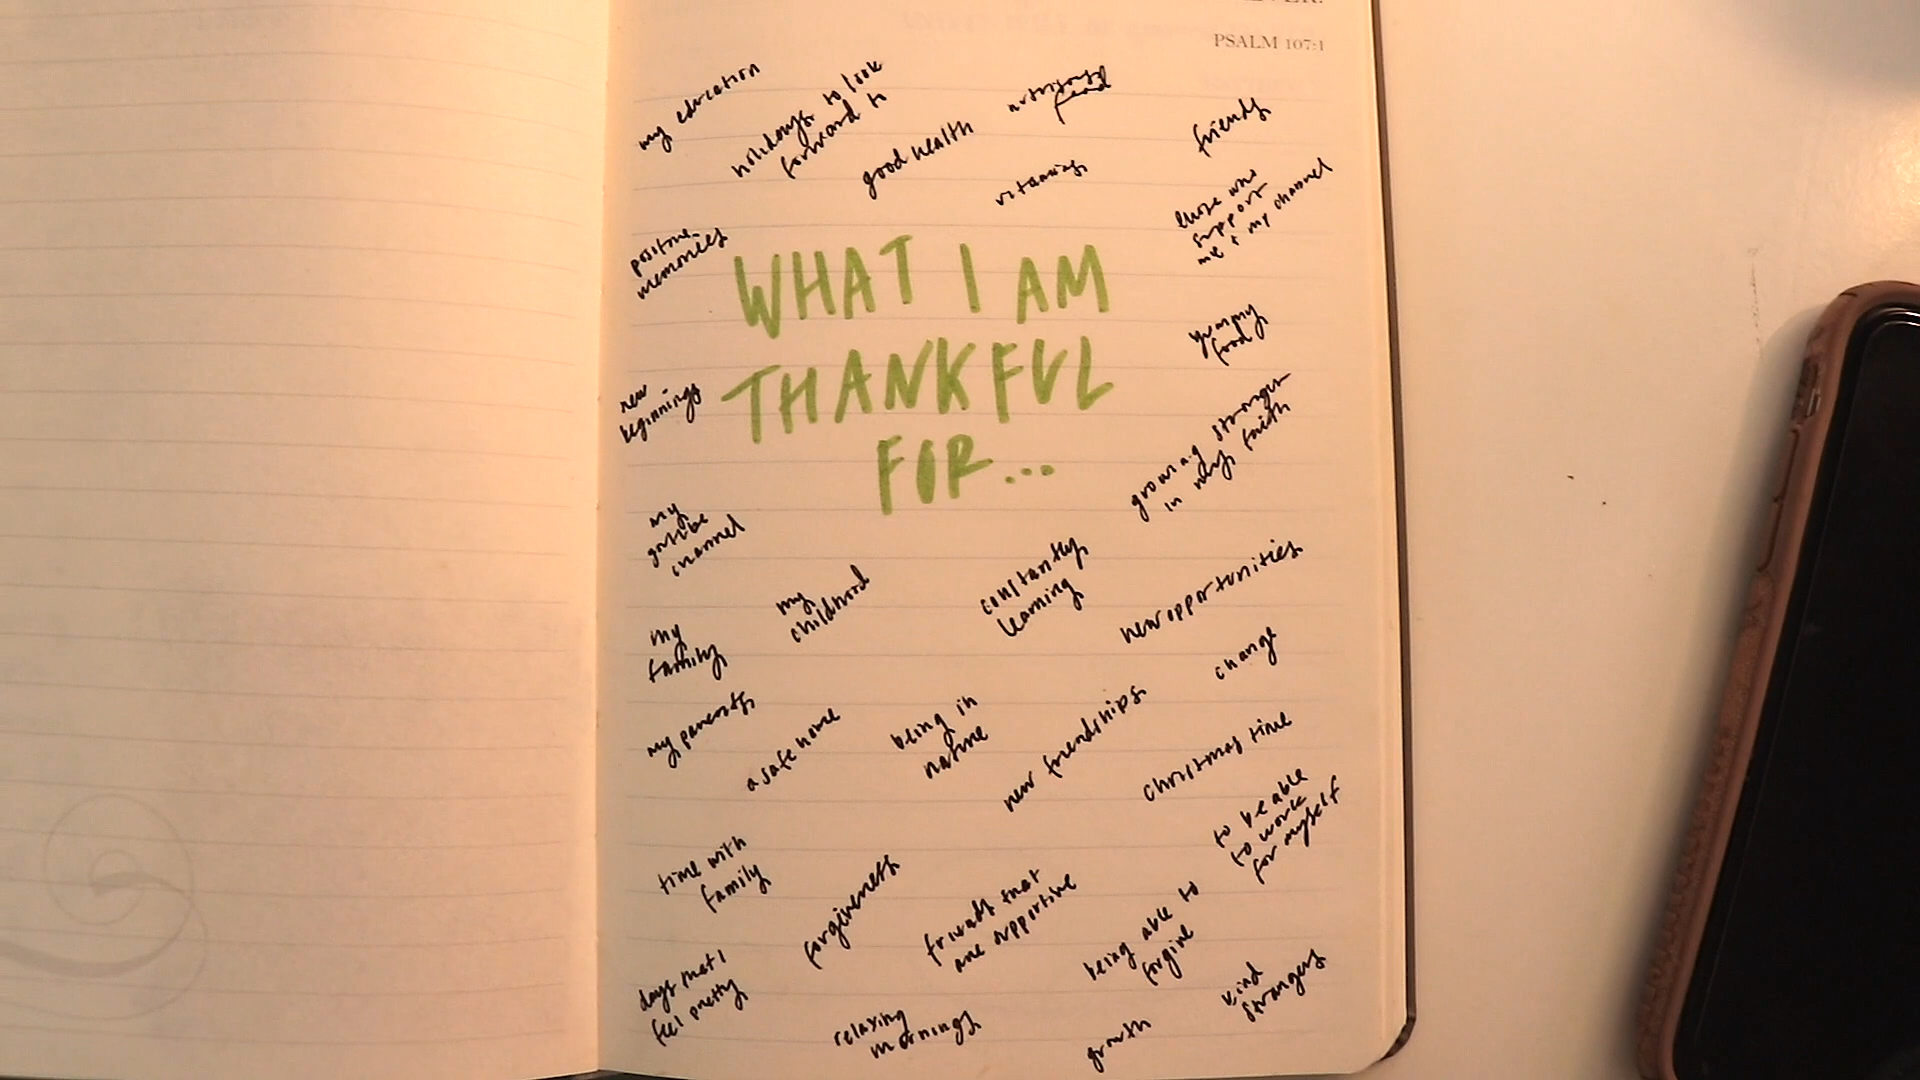 PSALM 107:1
my education
holidays to look
forward to
good health
nutritious
food
vitamins
friends
those who
support
me + my channel
positive
memories
WHAT I AM
THANKFUL
FOR...
yummy
food
new
beginnings
growing stronger
in my faith
my
youtube
channel
my
childhood
constantly
learning
new opportunities
my
family
change
my parents
a safe home
being in
nature
new friendships
christmas time
to be able
to work
for myself
time with
family
forgiveness
friends that
are supportive
being able to
forgive
kind
strangers
days that I
feel pretty
relaxing
mornings
growth